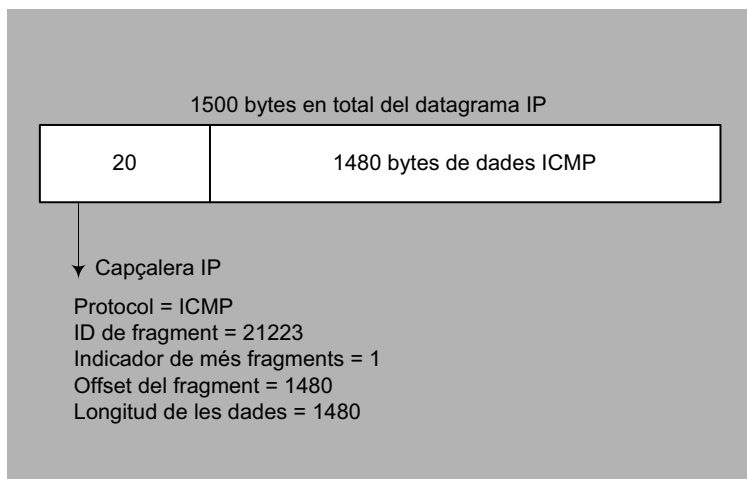 1500 bytes en total del datagrama IP
20
1480 bytes de dades ICMP
Capçalera IP
Protocol = ICMP
ID de fragment = 21223
Indicador de més fragments = 1
Offset del fragment = 1480
Longitud de les dades = 1480